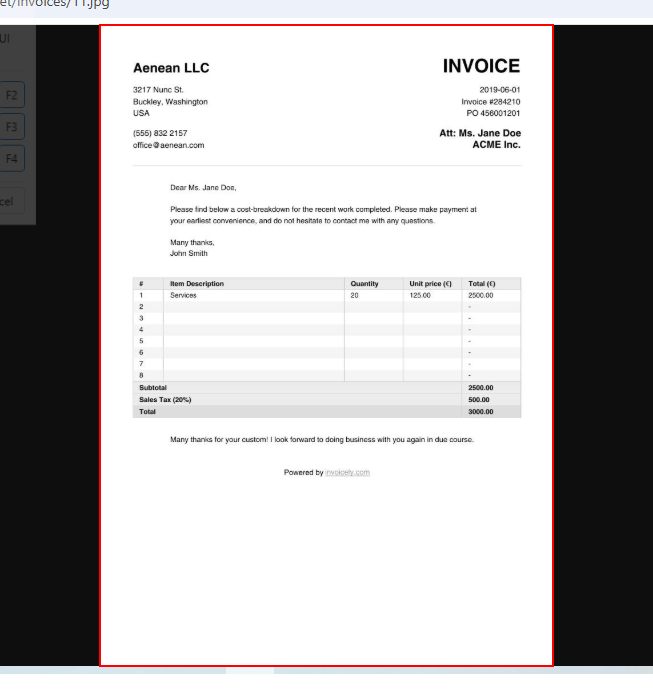 et/invoices/11.jpg
UI
F2
F3
F4
cel
Aenean LLC
INVOICE
3217 Nunc St.
Buckley, Washington
USA
2019-06-01
Invoice #284210
PO 456001201
(555) 832 2157
office@aenean.com
Att: Ms. Jane Doe
ACME Inc.
Dear Ms. Jane Doe,
Please find below a cost-breakdown for the recent work completed. Please make payment at
your earliest convenience, and do not hesitate to contact me with any questions.
Many thanks,
John Smith
# Item Description Quantity Unit price (€) Total (€)
1 Services 20 125.00 2500.00
2 -
3 -
4 -
5 -
6 -
7 -
8 -
Subtotal 2500.00
Sales Tax (20%) 500.00
Total 3000.00
Many thanks for your custom! I look forward to doing business with you again in due course.
Powered by invoicely.com